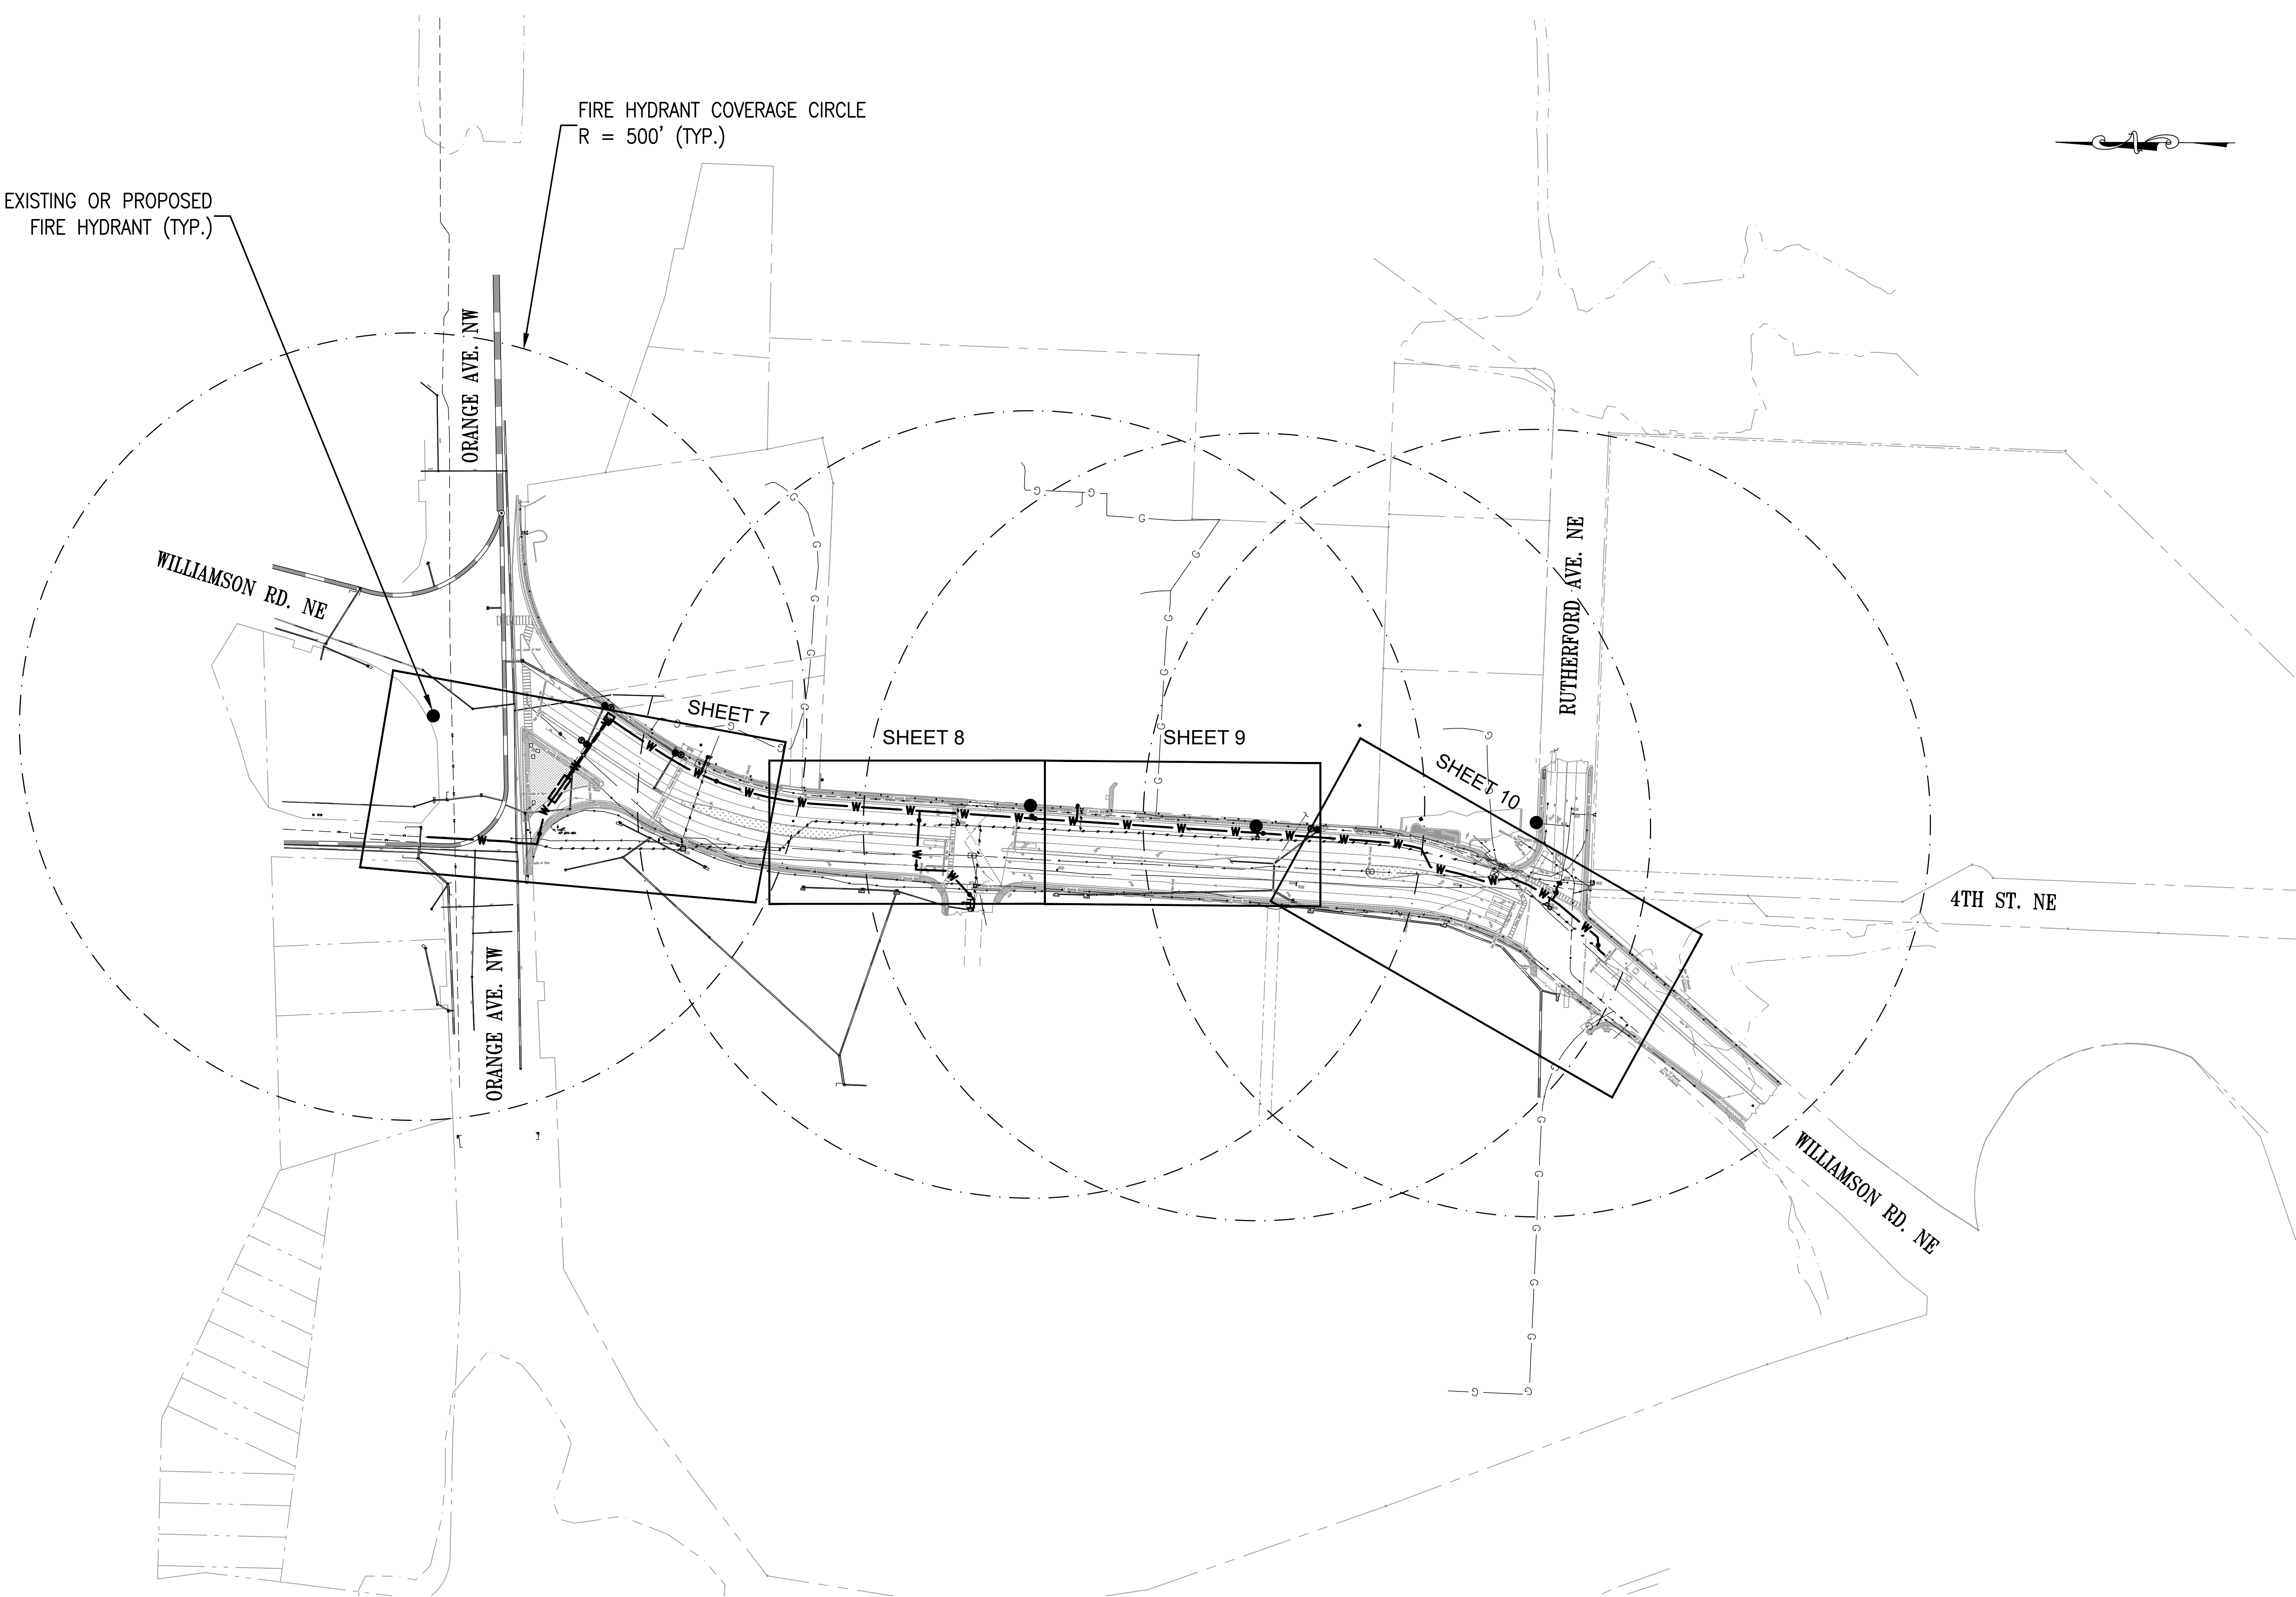 FIRE HYDRANT COVERAGE CIRCLE
R = 500' (TYP.)
EXISTING OR PROPOSED
FIRE HYDRANT (TYP.)
N
ORANGE AVE. NW
WILLIAMSON RD. NE
RUTHERFORD AVE. NE
SHEET 7
SHEET 8
SHEET 9
SHEET 10
4TH ST. NE
ORANGE AVE. NW
WILLIAMSON RD. NE